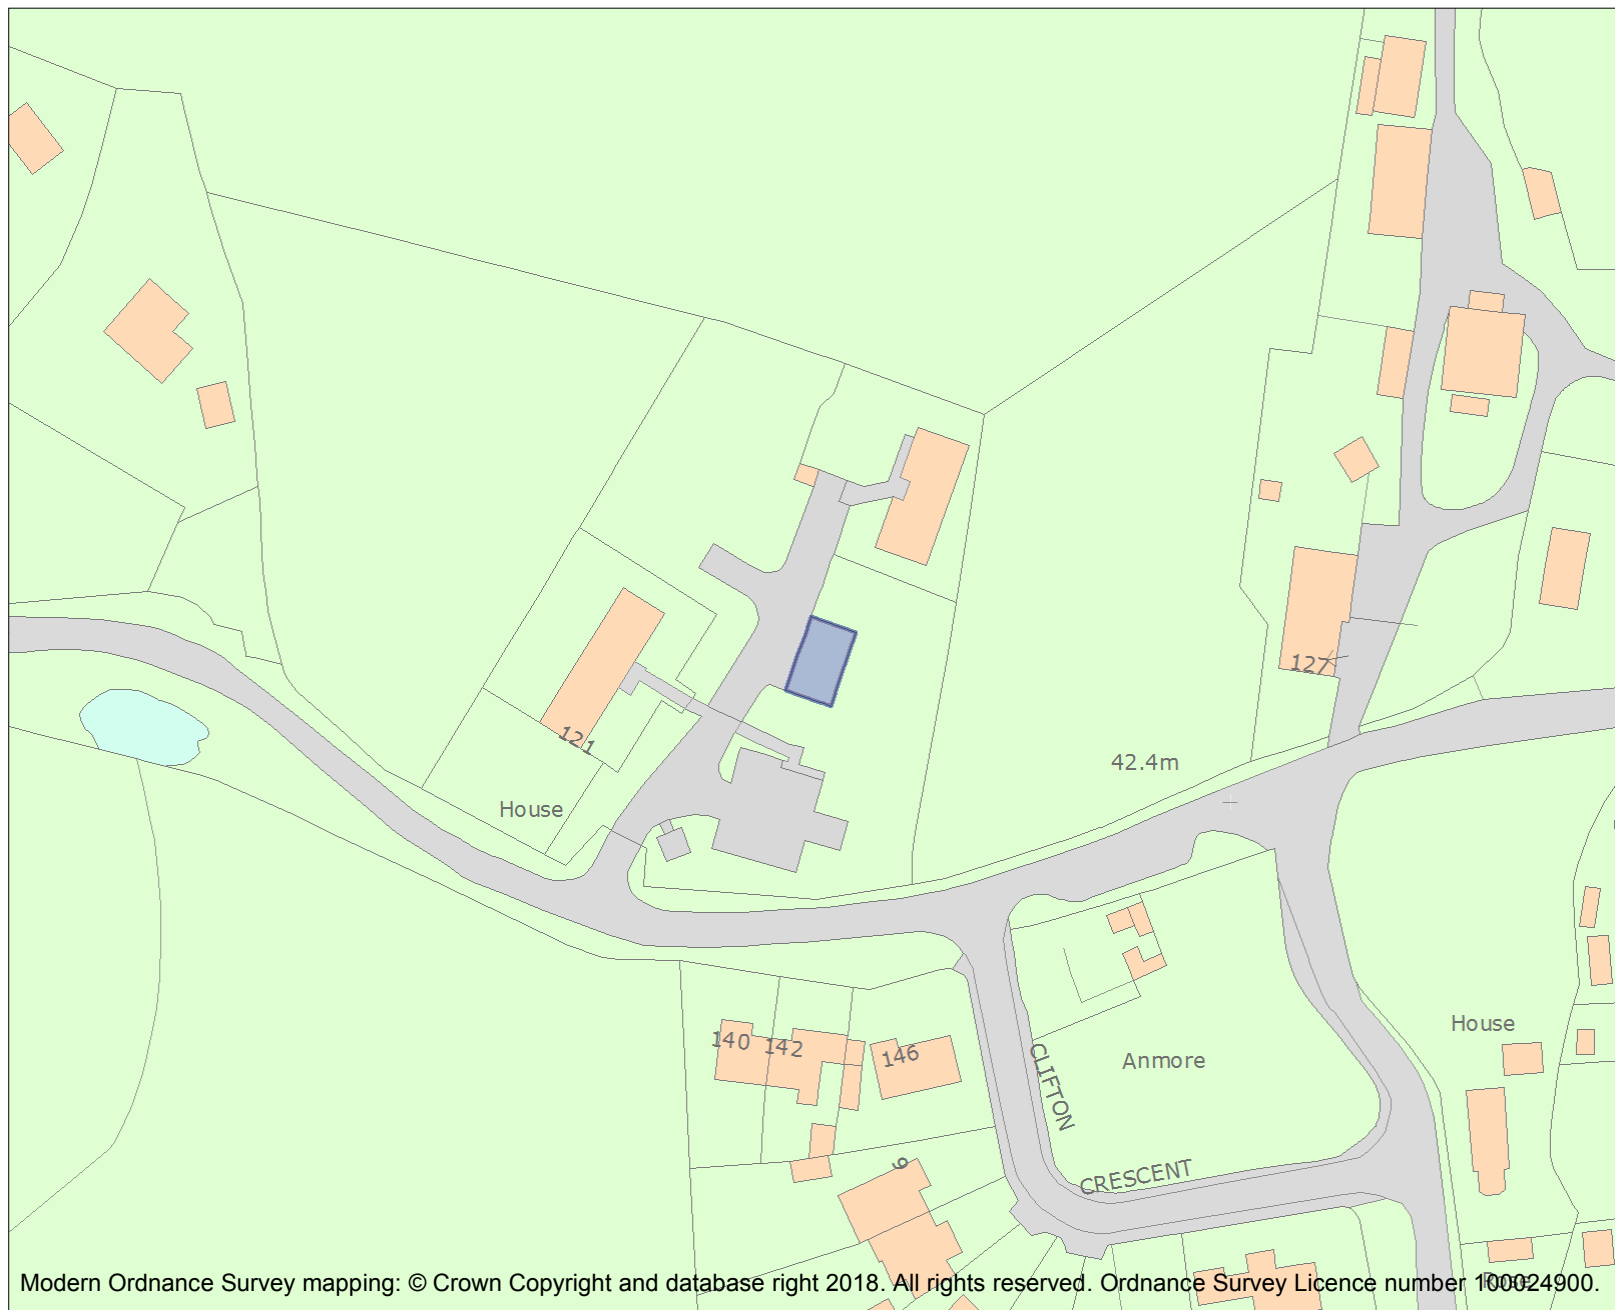 127
121
42.4m
House
140
142
146
House
Anmore
CLIFTON
CRESCENT
9
Modern Ordnance Survey mapping: © Crown Copyright and database right 2018. All rights reserved. Ordnance Survey Licence number 100024900.